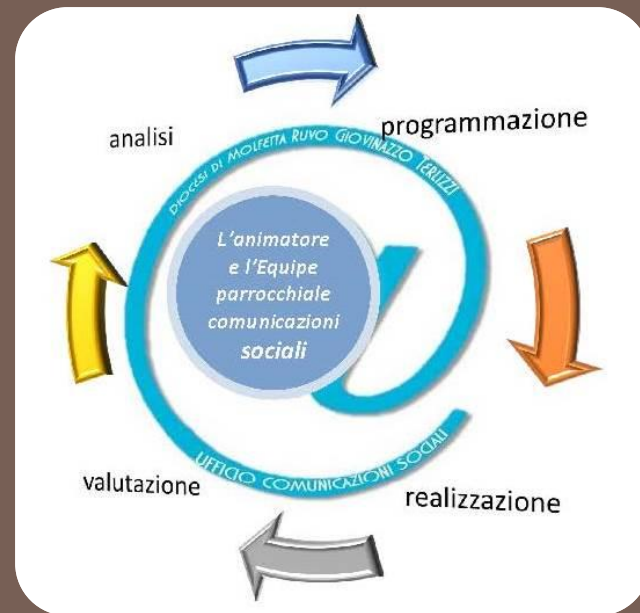 analisi
programmazione
DIOCESI DI MOLFETTA RUVO GIOVINAZZO TERLIZZI
L'animatore
e l'Equipe
parrocchiale
comunicazioni
sociali
UFFICIO COMUNICAZIONI SOCIALI
valutazione
realizzazione